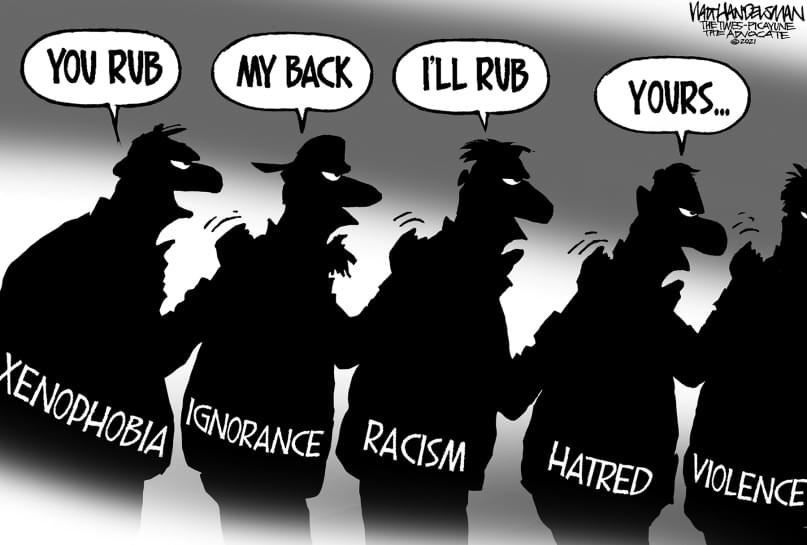 WALT HANDELSMAN
THE TIMES-PICAYUNE
THE ADVOCATE
©2021
YOU RUB
MY BACK
I'LL RUB
YOURS...
XENOPHOBIA
IGNORANCE
RACISM
HATRED
VIOLENCE